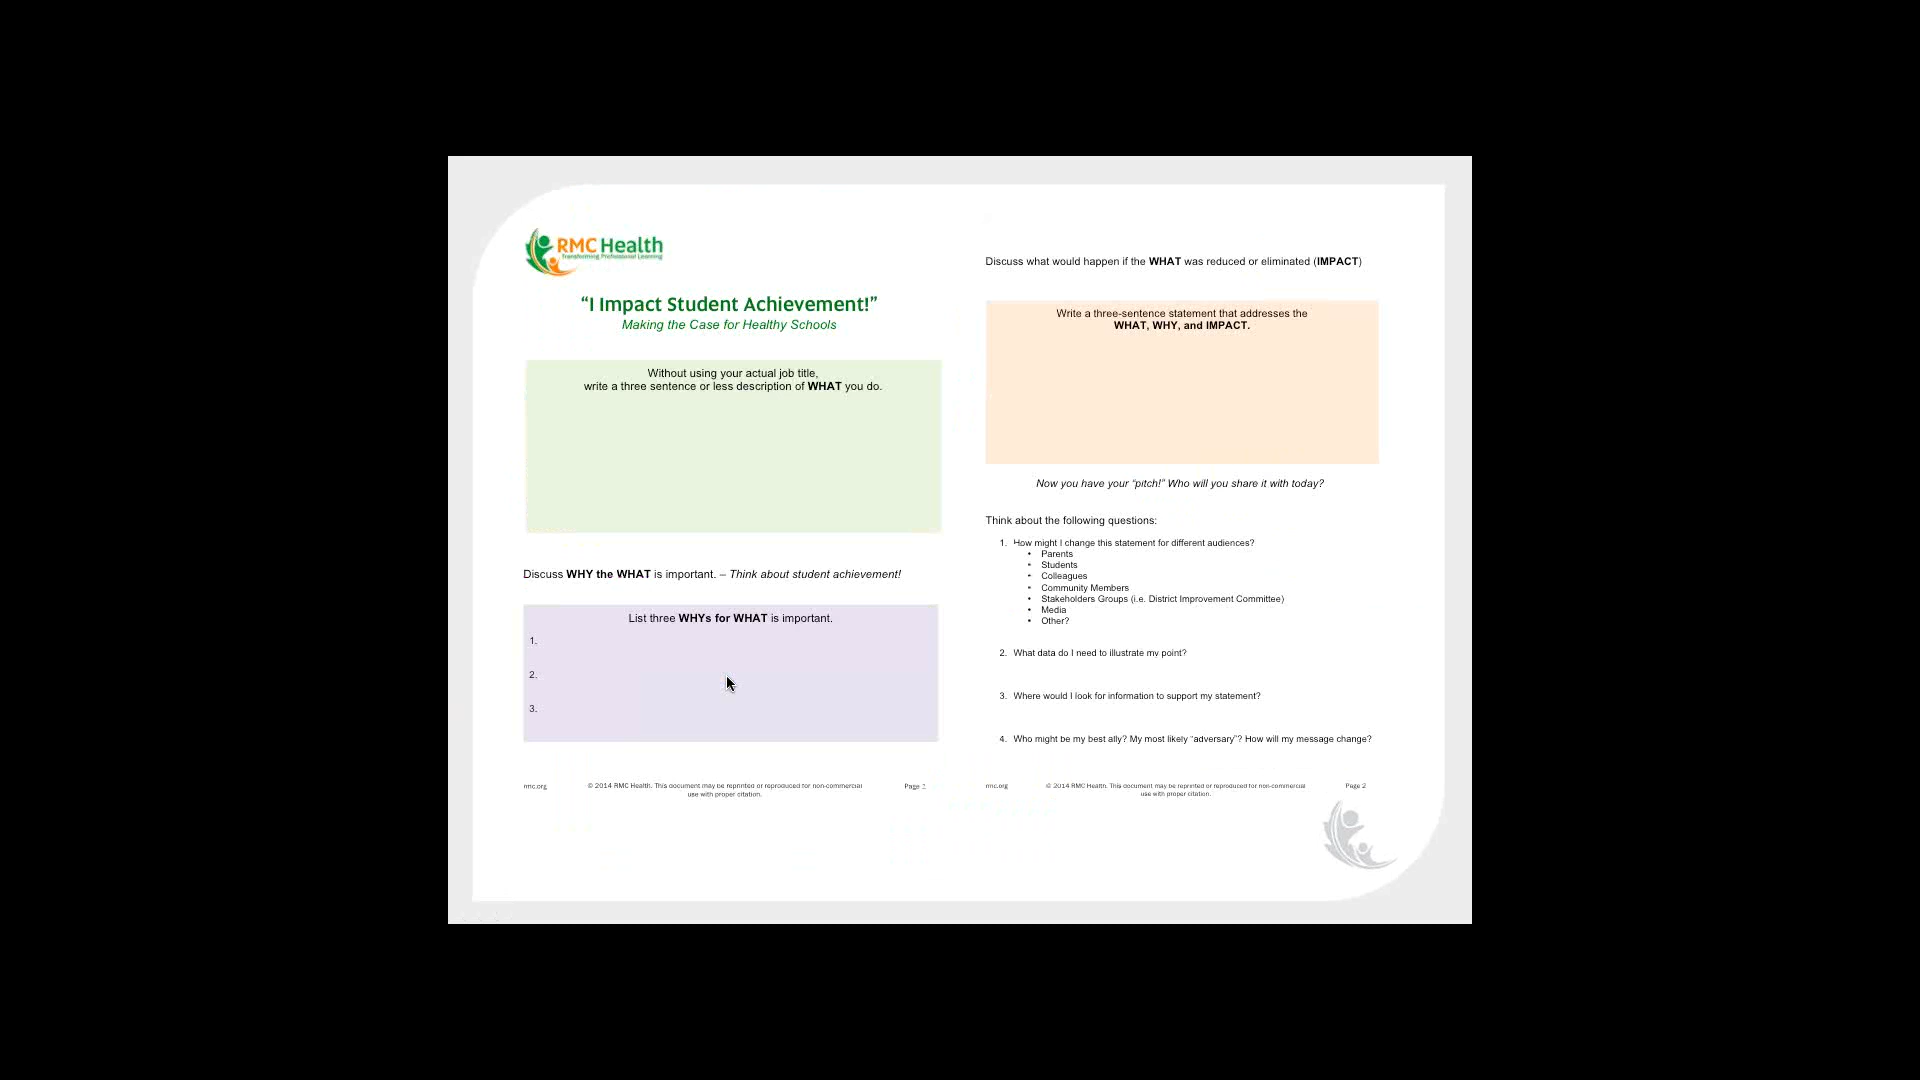 RMC Health
Transforming Professional Learning
“I Impact Student Achievement!”
Making the Case for Healthy Schools
Without using your actual job title,
write a three sentence or less description of WHAT you do.
Discuss WHY the WHAT is important. – Think about student achievement!
List three WHYs for WHAT is important.
1.
2.
3.
rmc.org
© 2014 RMC Health. This document may be reprinted or reproduced for non-commercial
use with proper citation.
Page 1
Discuss what would happen if the WHAT was reduced or eliminated (IMPACT)
Write a three-sentence statement that addresses the
WHAT, WHY, and IMPACT.
Now you have your “pitch!” Who will you share it with today?
Think about the following questions:
1. How might I change this statement for different audiences?
• Parents
• Students
• Colleagues
• Community Members
• Stakeholders Groups (i.e. District Improvement Committee)
• Media
• Other?
2. What data do I need to illustrate my point?
3. Where would I look for information to support my statement?
4. Who might be my best ally? My most likely “adversary”? How will my message change?
rmc.org
© 2014 RMC Health. This document may be reprinted or reproduced for non-commercial
use with proper citation.
Page 2